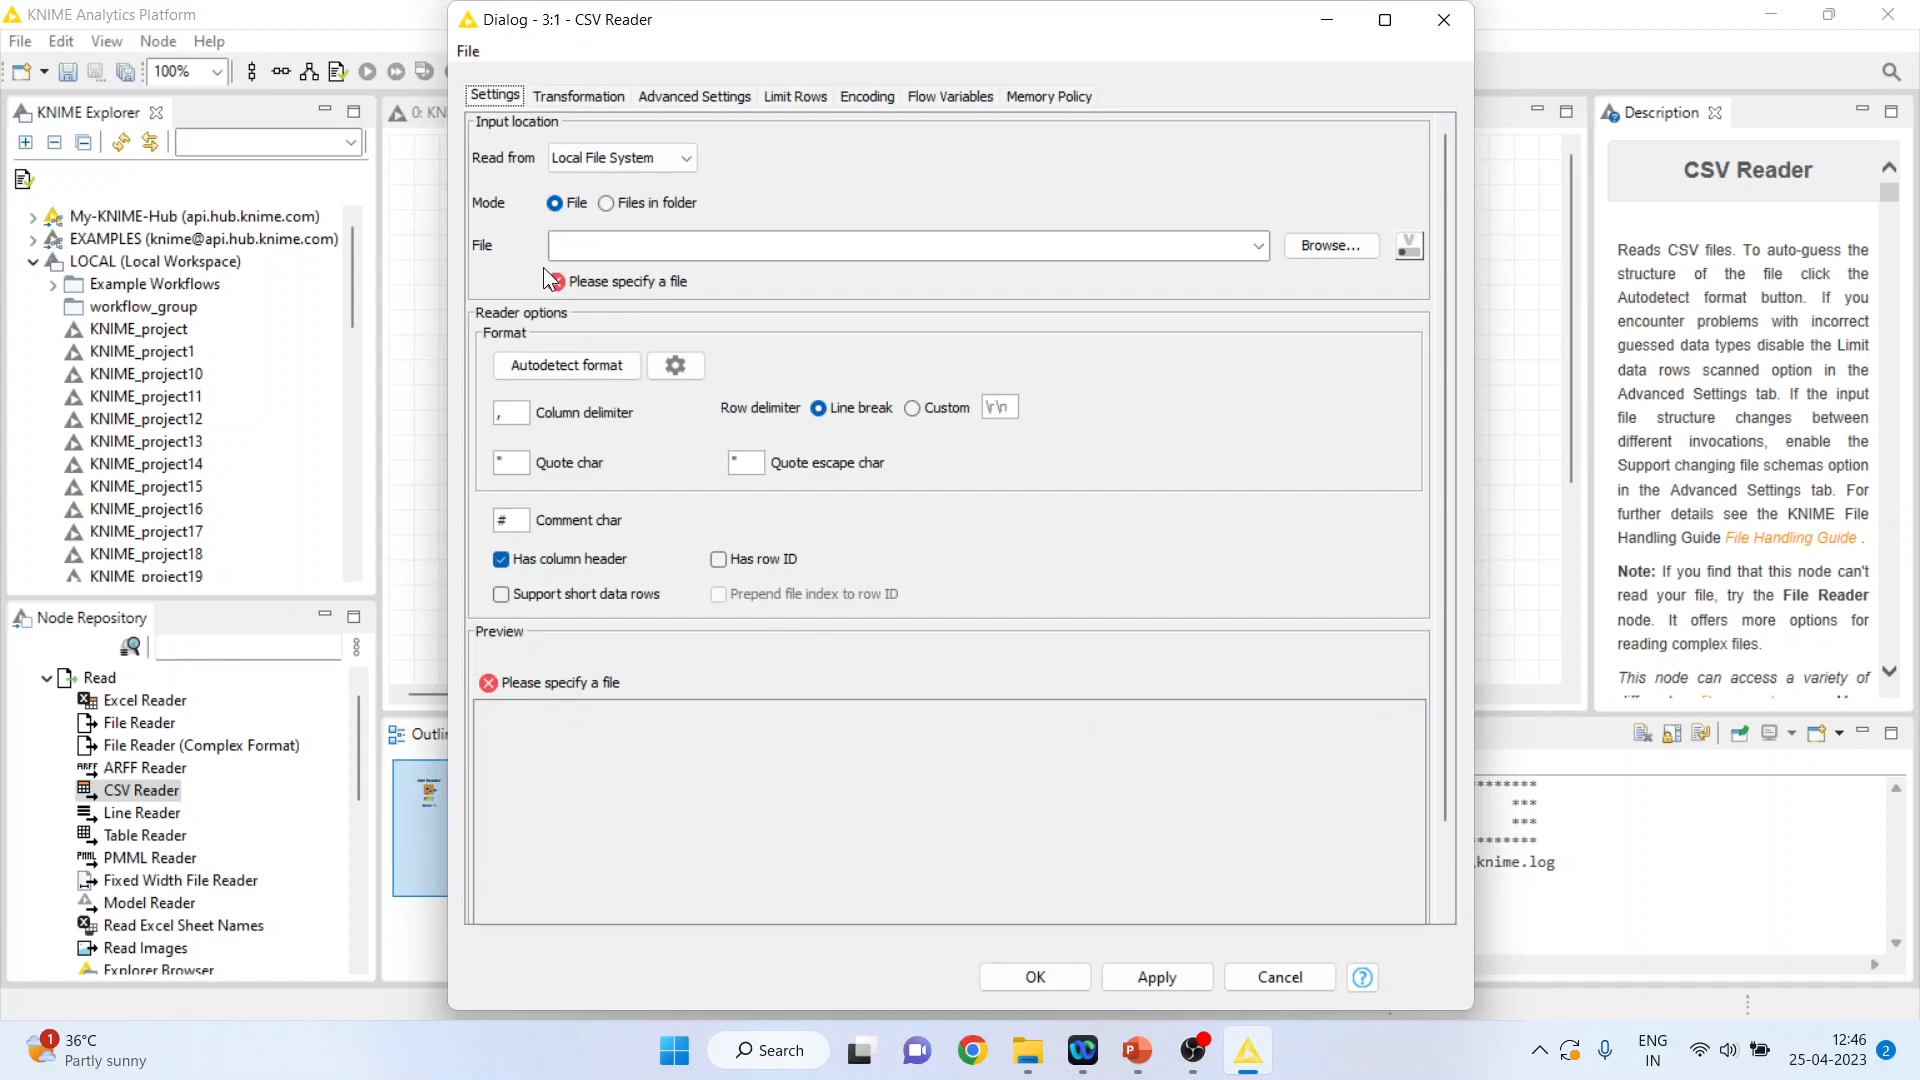 KNIME Analytics Platform
File Edit View Node Help
100%
KNIME Explorer
My-KNIME-Hub (api.hub.knime.com)
EXAMPLES (knime@api.hub.knime.com)
LOCAL (Local Workspace)
Example Workflows
workflow_group
KNIME_project
KNIME_project1
KNIME_project10
KNIME_project11
KNIME_project12
KNIME_project13
KNIME_project14
KNIME_project15
KNIME_project16
KNIME_project17
KNIME_project18
KNIME_project19
Node Repository
Read
Excel Reader
File Reader
File Reader (Complex Format)
ARFF Reader
CSV Reader
Line Reader
Table Reader
PMML Reader
Fixed Width File Reader
Model Reader
Read Excel Sheet Names
Read Images
Explorer Browser
0: KN
Outli
Dialog - 3:1 - CSV Reader
File
Settings Transformation Advanced Settings Limit Rows Encoding Flow Variables Memory Policy
Input location
Read from Local File System
Mode File Files in folder
File Browse...
Please specify a file
Reader options
Format
Autodetect format
, Column delimiter Row delimiter Line break Custom \r\n
" Quote char " Quote escape char
# Comment char
Has column header Has row ID
Support short data rows Prepend file index to row ID
Preview
Please specify a file
OK Apply Cancel ?
Description
CSV Reader
Reads CSV files. To auto-guess the
structure of the file click the
Autodetect format button. If you
encounter problems with incorrect
guessed data types disable the Limit
data rows scanned option in the
Advanced Settings tab. If the input
file structure changes between
different invocations, enable the
Support changing file schemas option
in the Advanced Settings tab. For
further details see the KNIME File
Handling Guide File Handling Guide .
Note: If you find that this node can't
read your file, try the File Reader
node. It offers more options for
reading complex files.
This node can access a variety of
*******
***
***
*******
\knime.log
1 36°C
Partly sunny
Search
ENG
IN
12:46
25-04-2023
2